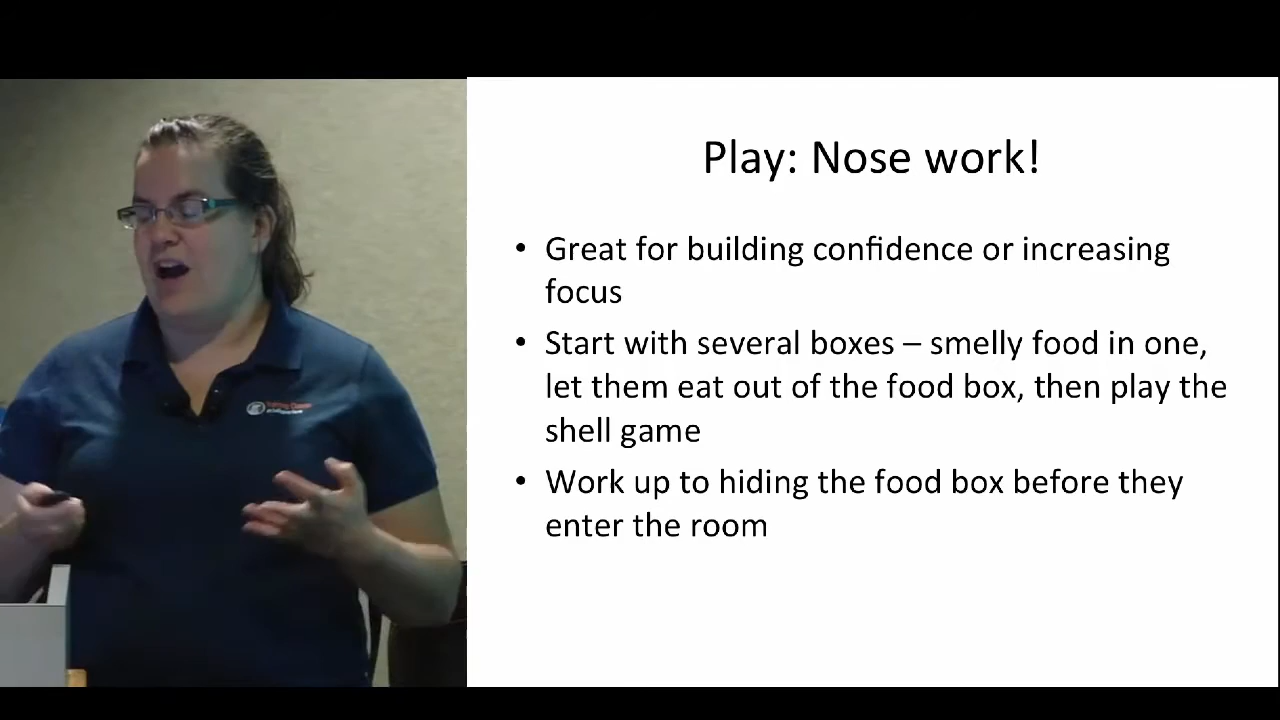 Play: Nose work!
• Great for building confidence or increasing
focus
• Start with several boxes – smelly food in one,
let them eat out of the food box, then play the
shell game
• Work up to hiding the food box before they
enter the room